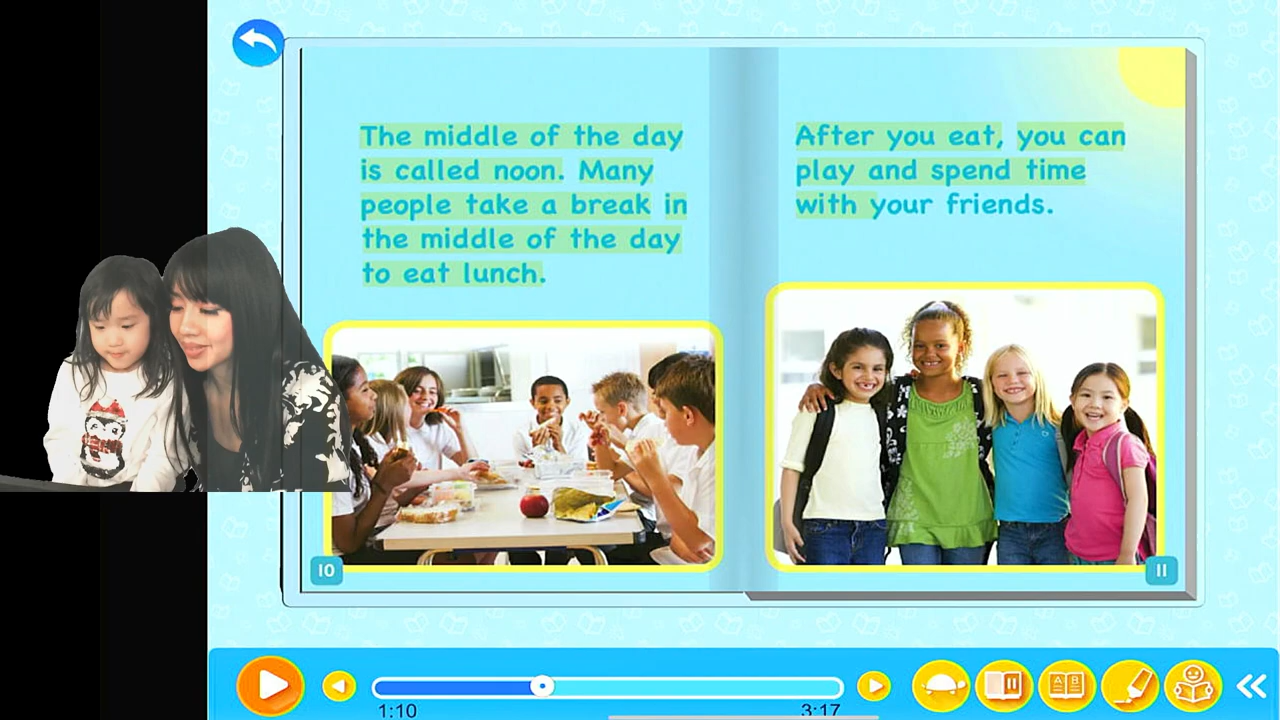 The middle of the day
is called noon. Many
people take a break in
the middle of the day
to eat lunch.
After you eat, you can
play and spend time
with your friends.
10
11
1:10
3:17
A B